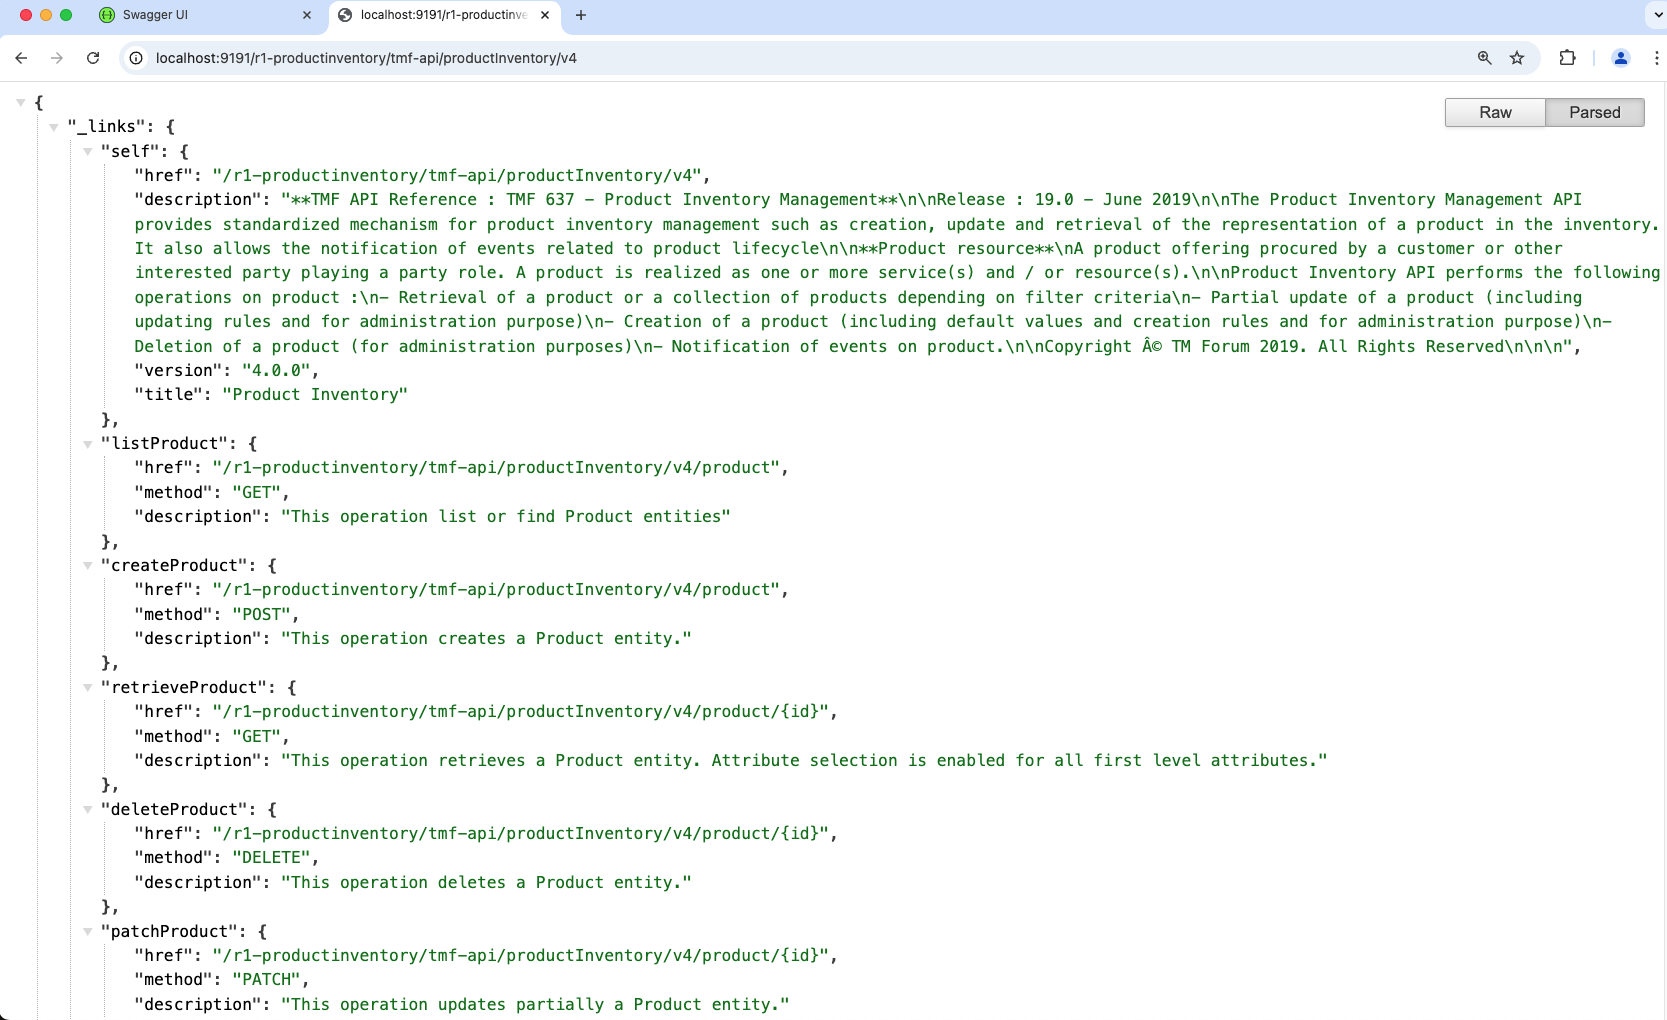 Swagger UI
localhost:9191/r1-productinve
localhost:9191/r1-productinventory/tmf-api/productInventory/v4
Raw Parsed
{
"_links": {
"self": {
"href": "/r1-productinventory/tmf-api/productInventory/v4",
"description": "**TMF API Reference : TMF 637 - Product Inventory Management**\n\nRelease : 19.0 - June 2019\n\nThe Product Inventory Management API
provides standardized mechanism for product inventory management such as creation, update and retrieval of the representation of a product in the inventory.
It also allows the notification of events related to product lifecycle\n\n**Product resource**\nA product offering procured by a customer or other
interested party playing a party role. A product is realized as one or more service(s) and / or resource(s).\n\nProduct Inventory API performs the following
operations on product :\n- Retrieval of a product or a collection of products depending on filter criteria\n- Partial update of a product (including
updating rules and for administration purpose)\n- Creation of a product (including default values and creation rules and for administration purpose)\n-
Deletion of a product (for administration purposes)\n- Notification of events on product.\n\nCopyright Â© TM Forum 2019. All Rights Reserved\n\n\n",
"version": "4.0.0",
"title": "Product Inventory"
},
"listProduct": {
"href": "/r1-productinventory/tmf-api/productInventory/v4/product",
"method": "GET",
"description": "This operation list or find Product entities"
},
"createProduct": {
"href": "/r1-productinventory/tmf-api/productInventory/v4/product",
"method": "POST",
"description": "This operation creates a Product entity."
},
"retrieveProduct": {
"href": "/r1-productinventory/tmf-api/productInventory/v4/product/{id}",
"method": "GET",
"description": "This operation retrieves a Product entity. Attribute selection is enabled for all first level attributes."
},
"deleteProduct": {
"href": "/r1-productinventory/tmf-api/productInventory/v4/product/{id}",
"method": "DELETE",
"description": "This operation deletes a Product entity."
},
"patchProduct": {
"href": "/r1-productinventory/tmf-api/productInventory/v4/product/{id}",
"method": "PATCH",
"description": "This operation updates partially a Product entity."